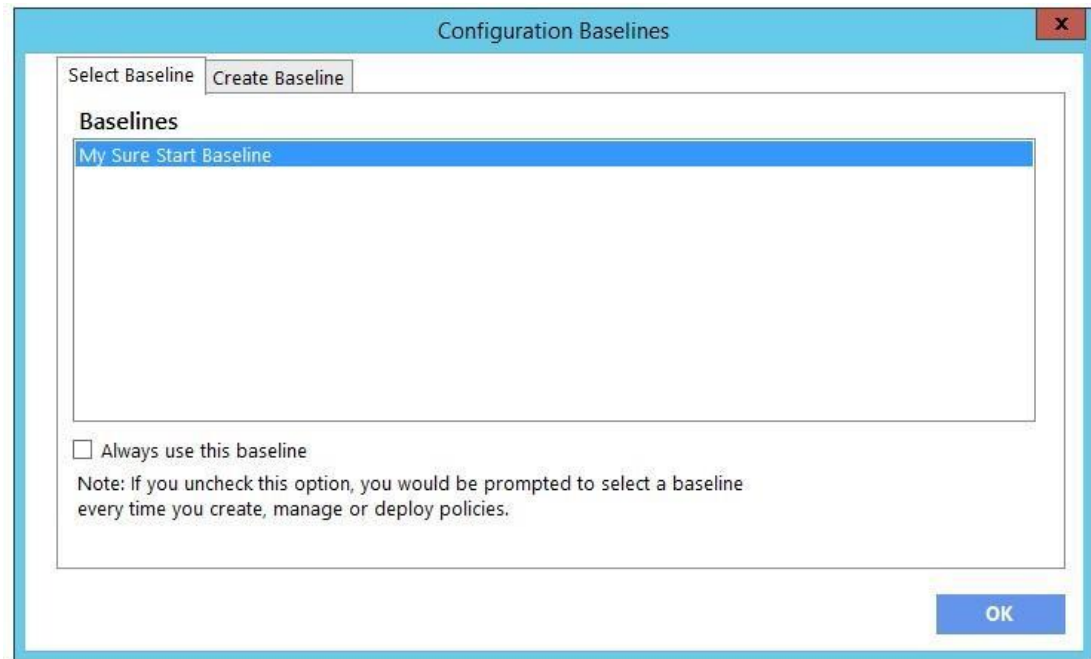 Configuration Baselines
x
Select Baseline
Create Baseline
Baselines
My Sure Start Baseline
Always use this baseline
Note: If you uncheck this option, you would be prompted to select a baseline
every time you create, manage or deploy policies.
OK